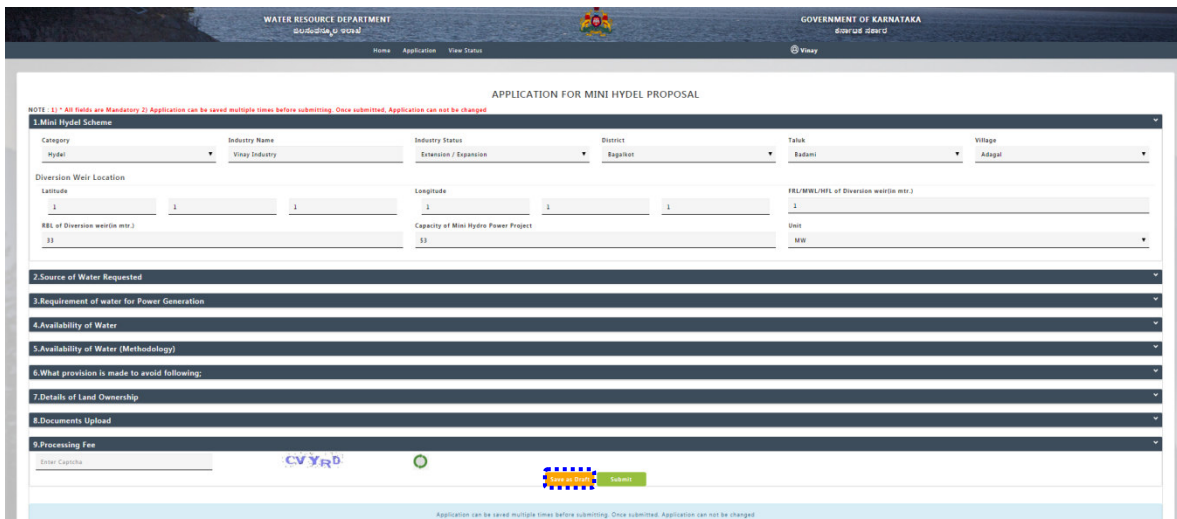 WATER RESOURCE DEPARTMENT
ಜಲಸಂಪನ್ಮೂಲ ಇಲಾಖೆ
GOVERNMENT OF KARNATAKA
ಕರ್ನಾಟಕ ಸರ್ಕಾರ
Home Application View Status Vinay
APPLICATION FOR MINI HYDEL PROPOSAL
NOTE : 1) * All fields are Mandatory 2) Application can be saved multiple times before submitting. Once submitted, Application can not be changed
1.Mini Hydel Scheme
Category Industry Name Industry Status District Taluk Village
Hydel Vinay Industry Extension / Expansion Bagalkot Badami Adagal
Diversion Weir Location
Latitude Longitude FRL/MWL/HFL of Diversion weir(in mtr.)
1 1 1 1 1 1 1
RBL of Diversion weir(in mtr.) Capacity of Mini Hydro Power Project Unit
33 53 MW
2.Source of Water Requested
3.Requirement of water for Power Generation
4.Availability of Water
5.Availability of Water (Methodology)
6.What provision is made to avoid following;
7.Details of Land Ownership
8.Documents Upload
9.Processing Fee
Enter Captcha CVYRD
Save as Draft Submit
Application can be saved multiple times before submitting. Once submitted, Application can not be changed